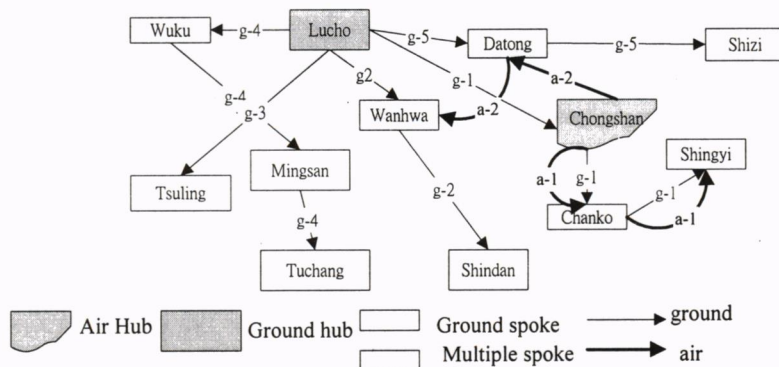 Wuku
g-4
Lucho
g-5
Datong
g-5
Shizi
g-4
g-3
g2
g-1
a-2
a-2
Wanhwa
Chongshan
Tsuling
Mingsan
g-2
a-1
g-1
Shingyi
g-1
a-1
Chanko
g-4
Tuchang
Shindan
Air Hub
Ground hub
Ground spoke
ground
Multiple spoke
air